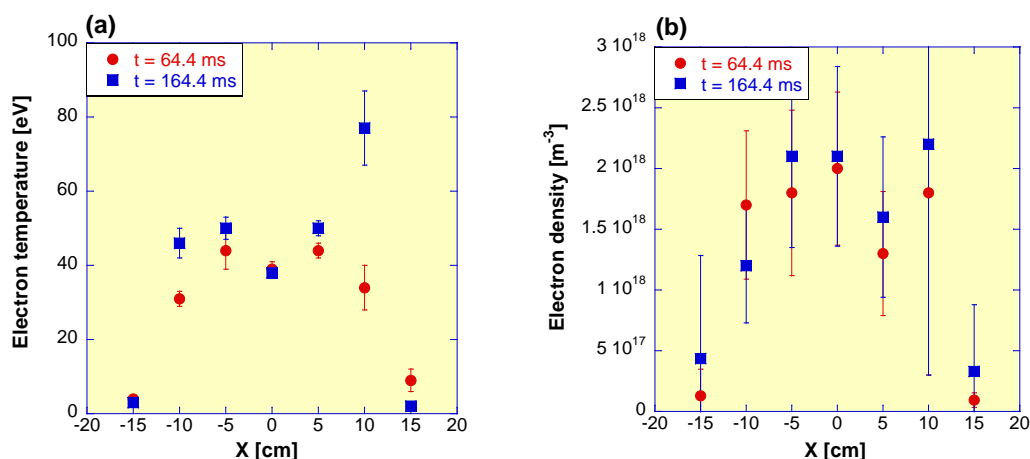 (a)
Electron temperature [eV]
100
80
60
40
20
0
t = 64.4 ms
t = 164.4 ms
-20 -15 -10 -5 0 5 10 15 20
X [cm]
(b)
Electron density [m-3]
3 10^18
2.5 10^18
2 10^18
1.5 10^18
1 10^18
5 10^17
0
t = 64.4 ms
t = 164.4 ms
-20 -15 -10 -5 0 5 10 15 20
X [cm]